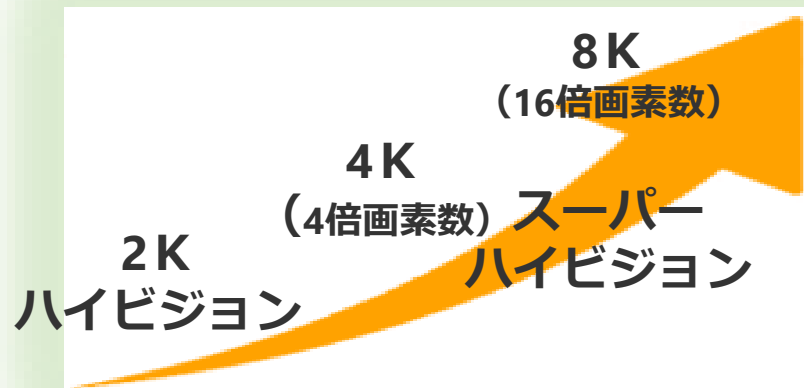 8K
（16倍画素数）
4K
（4倍画素数）
スーパー
ハイビジョン
2K
ハイビジョン